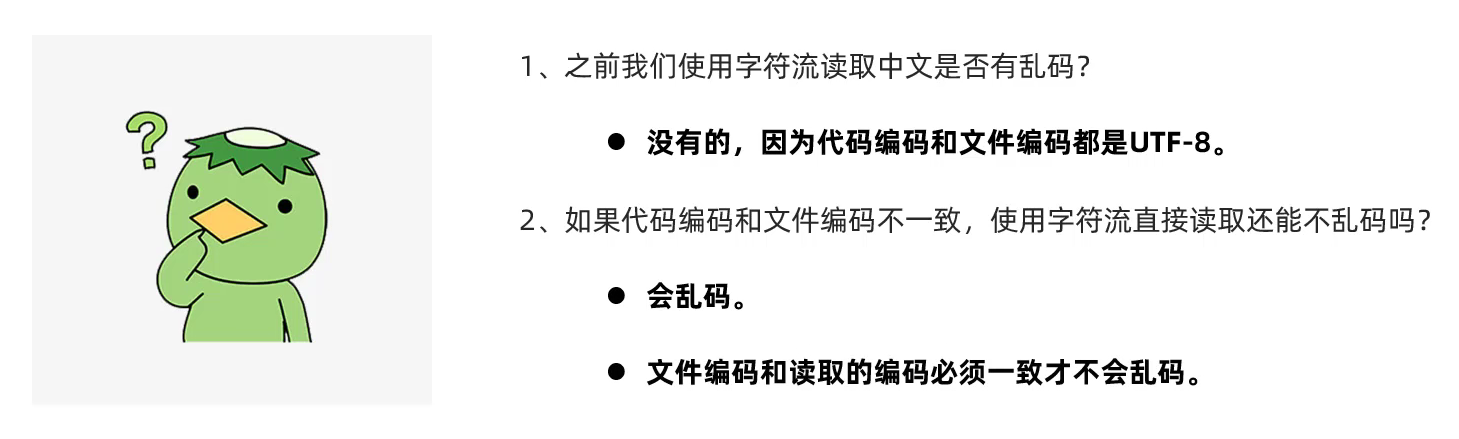 1、之前我们使用字符流读取中文是否有乱码？
● 没有的，因为代码编码和文件编码都是UTF-8。
2、如果代码编码和文件编码不一致，使用字符流直接读取还能不乱码吗？
● 会乱码。
● 文件编码和读取的编码必须一致才不会乱码。